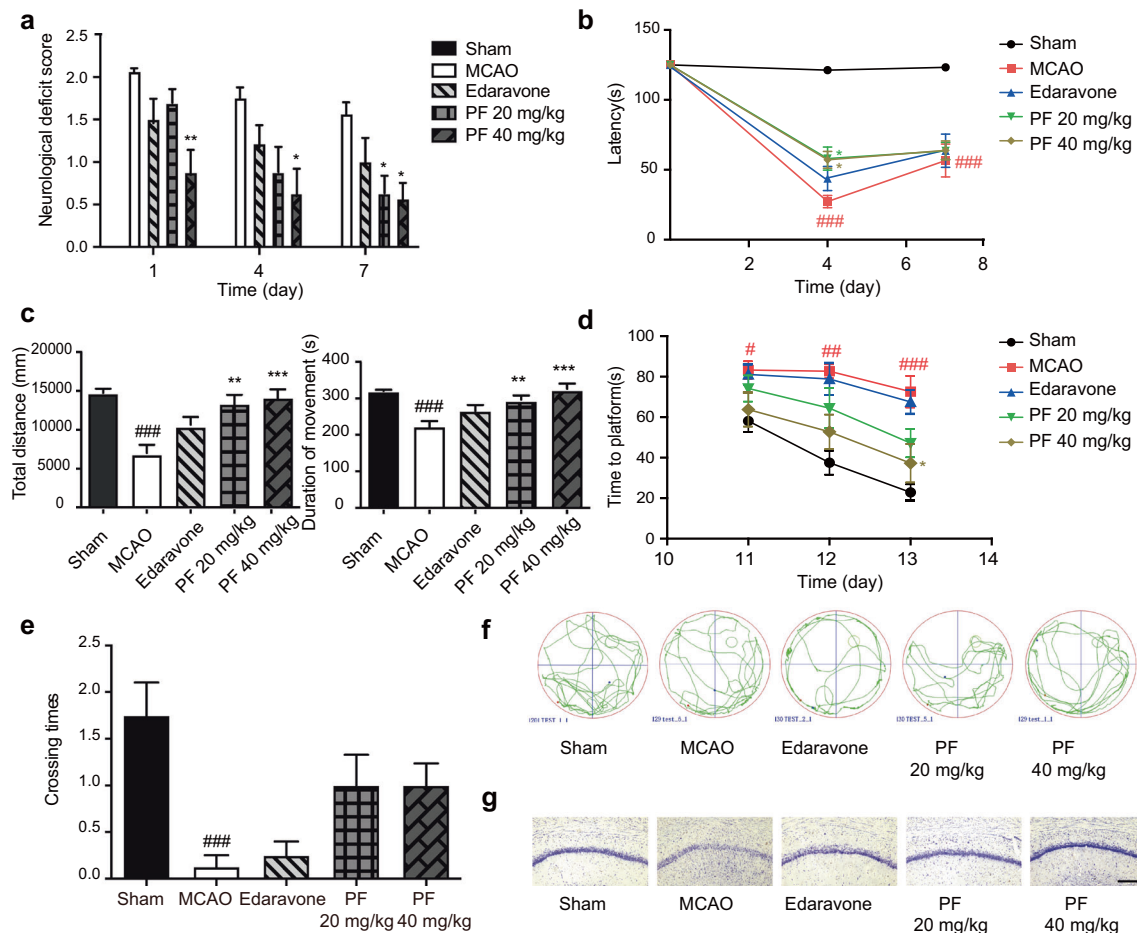 a
Neurological deficit score
2.5
2.0
1.5
1.0
0.5
0.0
**
*
*
*
1
4
7
Time (day)
Sham
MCAO
Edaravone
PF 20 mg/kg
PF 40 mg/kg
b
Latency(s)
150
100
50
0
*
*
###
###
2
4
6
8
Time (day)
Sham
MCAO
Edaravone
PF 20 mg/kg
PF 40 mg/kg
c
Total distance (mm)
20000
15000
10000
5000
0
###
**
***
Sham
MCAO
Edaravone
PF 20 mg/kg
PF 40 mg/kg
Duration of movement (s)
400
300
200
100
0
###
**
***
Sham
MCAO
Edaravone
PF 20 mg/kg
PF 40 mg/kg
d
Time to platform(s)
100
80
60
40
20
0
#
##
###
*
10
11
12
13
14
Time (day)
Sham
MCAO
Edaravone
PF 20 mg/kg
PF 40 mg/kg
e
Crossing times
2.5
2.0
1.5
1.0
0.5
0.0
###
Sham
MCAO
Edaravone
PF
20 mg/kg
PF
40 mg/kg
f
Sham
MCAO
Edaravone
PF
20 mg/kg
PF
40 mg/kg
g
Sham
MCAO
Edaravone
PF
20 mg/kg
PF
40 mg/kg